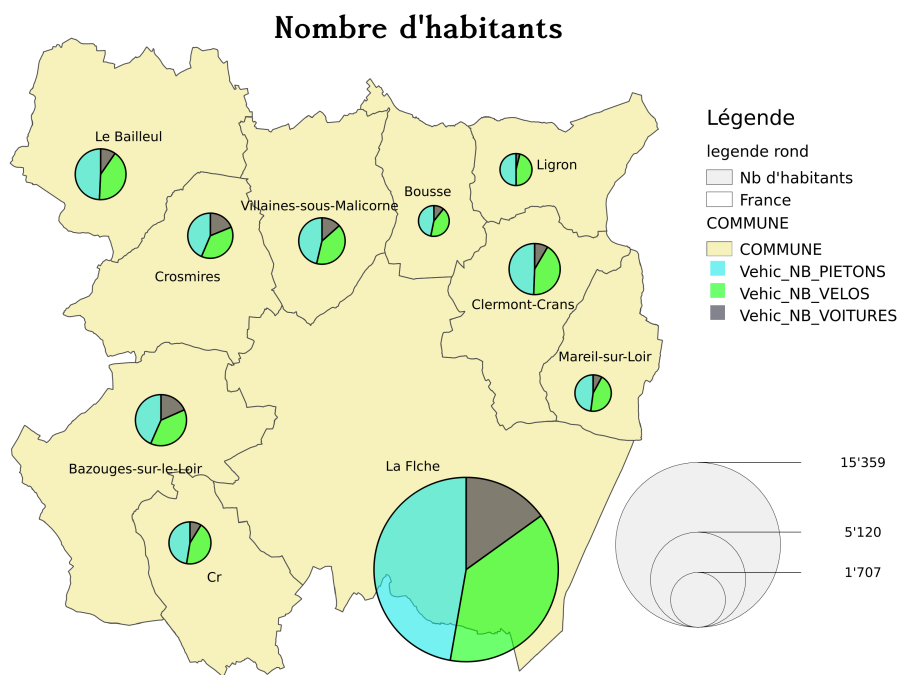 Nombre d'habitants
Le Bailleul
Ligron
Bousse
Villaines-sous-Malicorne
Crosmires
Clermont-Crans
Mareil-sur-Loir
Bazouges-sur-le-Loir
La Flche
Cr
Légende
legende rond
Nb d'habitants
France
COMMUNE
COMMUNE
Vehic_NB_PIETONS
Vehic_NB_VELOS
Vehic_NB_VOITURES
15'359
5'120
1'707